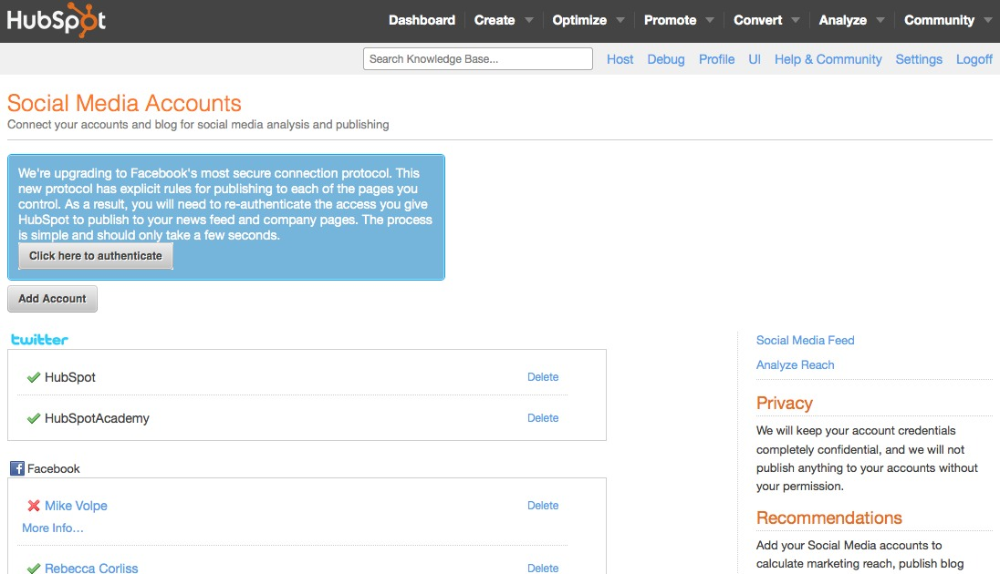 HubSpot
Dashboard Create Optimize Promote Convert Analyze Community
Search Knowledge Base...
Host Debug Profile UI Help & Community Settings Logoff
Social Media Accounts
Connect your accounts and blog for social media analysis and publishing
We're upgrading to Facebook's most secure connection protocol. This
new protocol has explicit rules for publishing to each of the pages you
control. As a result, you will need to re-authenticate the access you give
HubSpot to publish to your news feed and company pages. The process
is simple and should only take a few seconds.
Click here to authenticate
Add Account
twitter
HubSpot Delete
HubSpotAcademy Delete
Facebook
Mike Volpe Delete
More Info...
Rebecca Corliss Delete
Social Media Feed
Analyze Reach
Privacy
We will keep your account credentials
completely confidential, and we will not
publish anything to your accounts without
your permission.
Recommendations
Add your Social Media accounts to
calculate marketing reach, publish blog